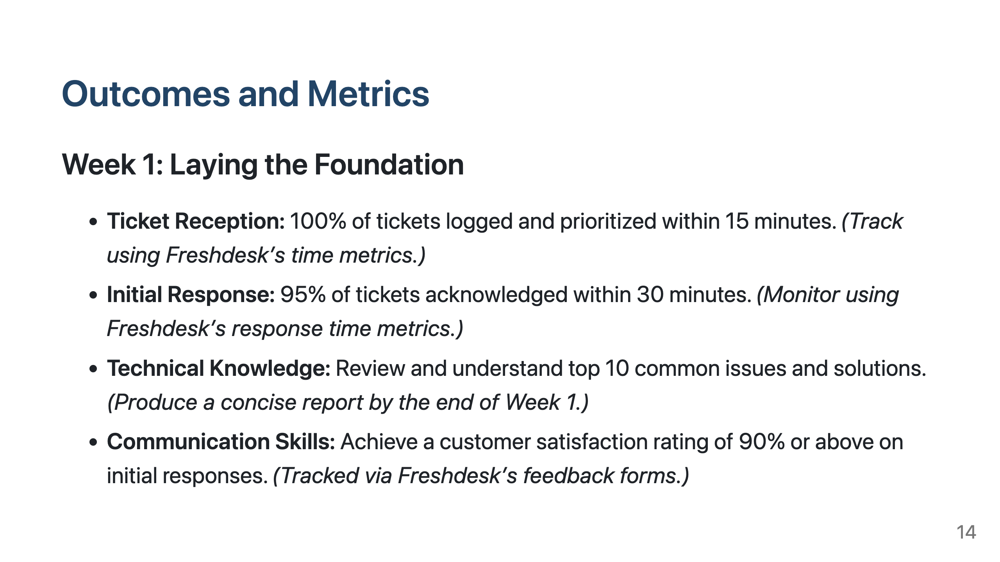 Outcomes and Metrics
Week 1: Laying the Foundation
• Ticket Reception: 100% of tickets logged and prioritized within 15 minutes. (Track
using Freshdesk’s time metrics.)
• Initial Response: 95% of tickets acknowledged within 30 minutes. (Monitor using
Freshdesk’s response time metrics.)
• Technical Knowledge: Review and understand top 10 common issues and solutions.
(Produce a concise report by the end of Week 1.)
• Communication Skills: Achieve a customer satisfaction rating of 90% or above on
initial responses. (Tracked via Freshdesk’s feedback forms.)
14